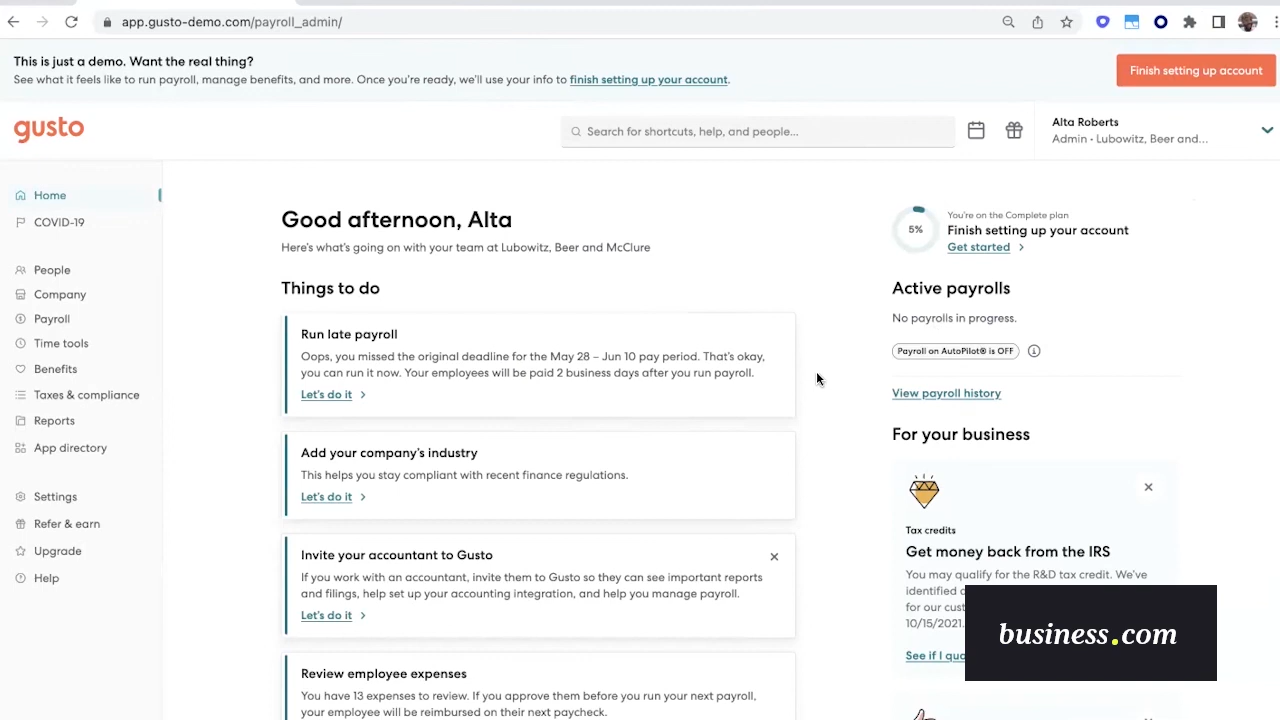 app.gusto-demo.com/payroll_admin/
This is just a demo. Want the real thing?
See what it feels like to run payroll, manage benefits, and more. Once you're ready, we'll use your info to finish setting up your account.
Finish setting up account
gusto
Search for shortcuts, help, and people...
Alta Roberts
Admin • Lubowitz, Beer and...
Home
COVID-19
People
Company
Payroll
Time tools
Benefits
Taxes & compliance
Reports
App directory
Settings
Refer & earn
Upgrade
Help
Good afternoon, Alta
Here's what's going on with your team at Lubowitz, Beer and McClure
Things to do
Run late payroll
Oops, you missed the original deadline for the May 28 – Jun 10 pay period. That's okay,
you can run it now. Your employees will be paid 2 business days after you run payroll.
Let's do it
Add your company's industry
This helps you stay compliant with recent finance regulations.
Let's do it
Invite your accountant to Gusto
If you work with an accountant, invite them to Gusto so they can see important reports
and filings, help set up your accounting integration, and help you manage payroll.
Let's do it
Review employee expenses
You have 13 expenses to review. If you approve them before you run your next payroll,
your employee will be reimbursed on their next paycheck.
5%
You're on the Complete plan
Finish setting up your account
Get started
Active payrolls
No payrolls in progress.
Payroll on AutoPilot® is OFF
View payroll history
For your business
Tax credits
Get money back from the IRS
You may qualify for the R&D tax credit. We've
identified
for our
10/15/2021.
See if I
business.com